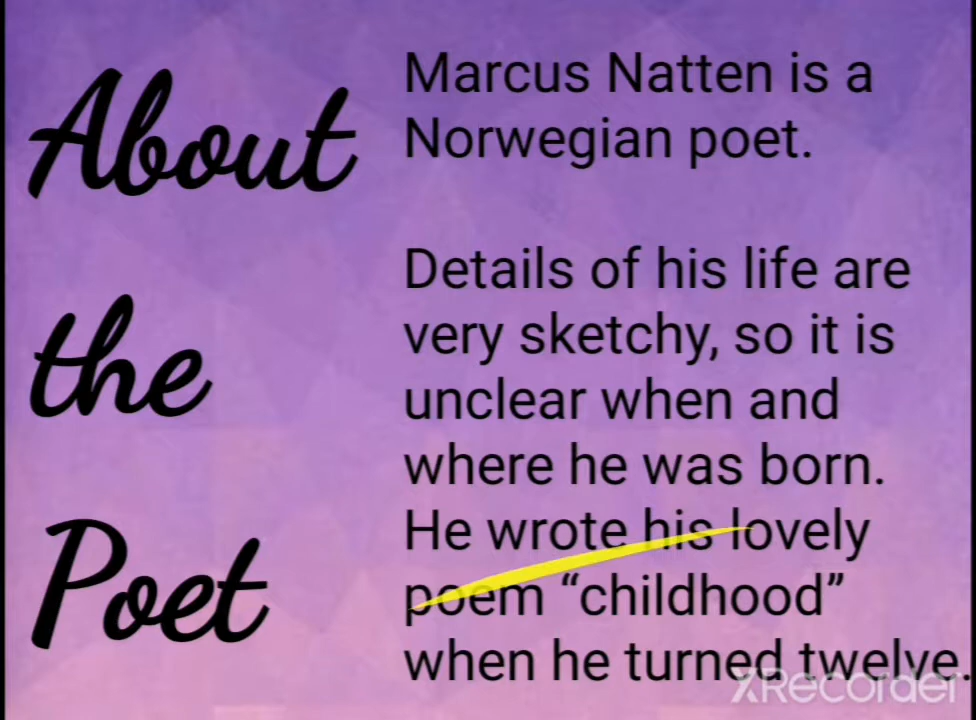 About
the
Poet
Marcus Natten is a
Norwegian poet.
Details of his life are
very sketchy, so it is
unclear when and
where he was born.
He wrote his lovely
poem “childhood”
when he turned twelve.
XRecorder